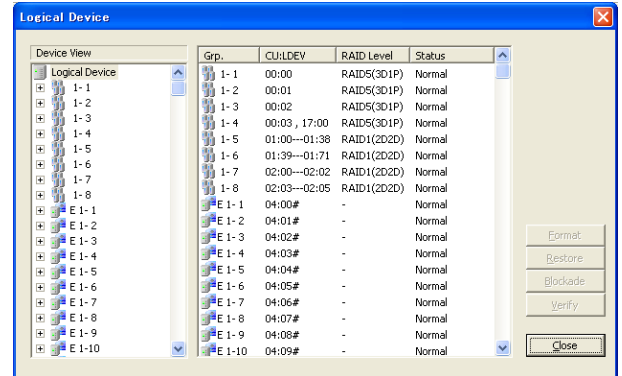 Logical Device
Device View
Logical Device
1- 1
1- 2
1- 3
1- 4
1- 5
1- 6
1- 7
1- 8
E 1- 1
E 1- 2
E 1- 3
E 1- 4
E 1- 5
E 1- 6
E 1- 7
E 1- 8
E 1- 9
E 1-10
Grp. CU:LDEV RAID Level Status
1- 1 00:00 RAID5(3D1P) Normal
1- 2 00:01 RAID5(3D1P) Normal
1- 3 00:02 RAID5(3D1P) Normal
1- 4 00:03 , 17:00 RAID5(3D1P) Normal
1- 5 01:00---01:38 RAID1(2D2D) Normal
1- 6 01:39---01:71 RAID1(2D2D) Normal
1- 7 02:00---02:02 RAID1(2D2D) Normal
1- 8 02:03---02:05 RAID1(2D2D) Normal
E 1- 1 04:00# - Normal
E 1- 2 04:01# - Normal
E 1- 3 04:02# - Normal
E 1- 4 04:03# - Normal
E 1- 5 04:04# - Normal
E 1- 6 04:05# - Normal
E 1- 7 04:06# - Normal
E 1- 8 04:07# - Normal
E 1- 9 04:08# - Normal
E 1-10 04:09# - Normal
Format
Restore
Blockade
Verify
Close